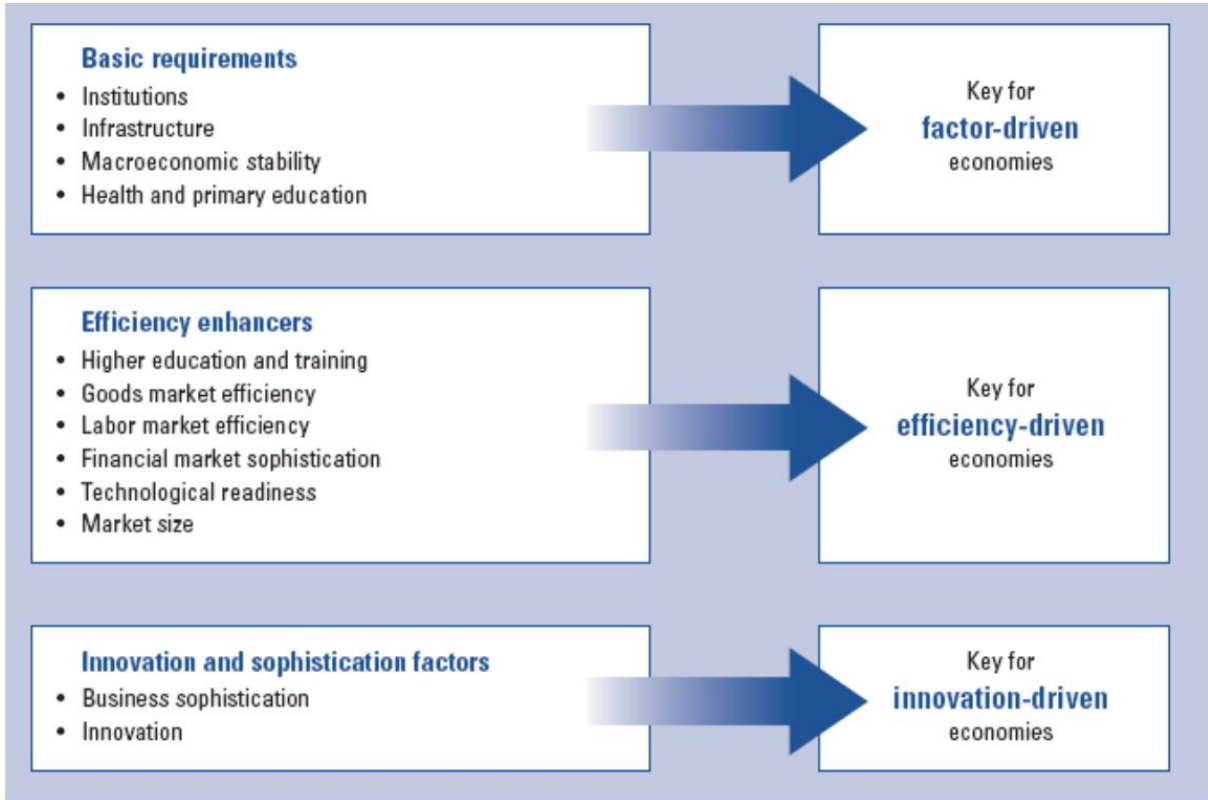 Basic requirements
• Institutions
• Infrastructure
• Macroeconomic stability
• Health and primary education
Key for
factor-driven
economies
Efficiency enhancers
• Higher education and training
• Goods market efficiency
• Labor market efficiency
• Financial market sophistication
• Technological readiness
• Market size
Key for
efficiency-driven
economies
Innovation and sophistication factors
• Business sophistication
• Innovation
Key for
innovation-driven
economies